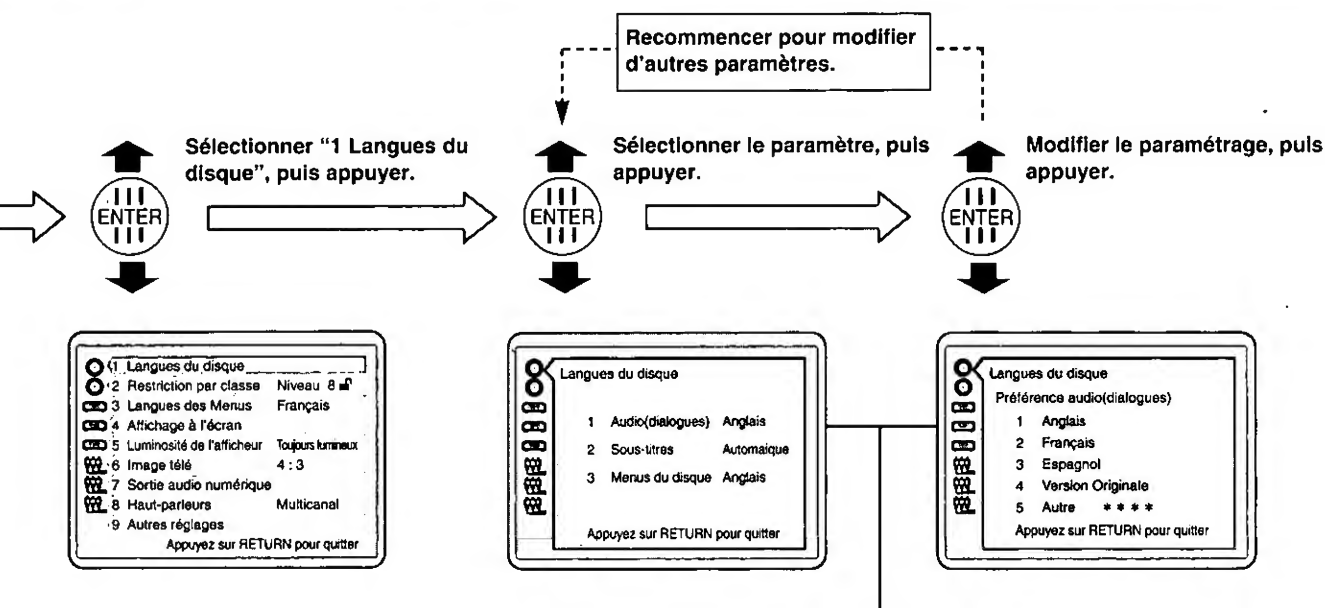 Recommencer pour modifier
d'autres paramètres.
Sélectionner “1 Langues du
disque”, puis appuyer.
ENTER
Sélectionner le paramètre, puis
appuyer.
ENTER
Modifier le paramétrage, puis
appuyer.
ENTER
1 Langues du disque
2 Restriction par classe Niveau 8
3 Langues des Menus Français
4 Affichage à l'écran
5 Luminosité de l'afficheur Toujours lumineux
6 Image télé 4 : 3
7 Sortie audio numérique
8 Haut-parleurs Multicanal
9 Autres réglages
Appuyez sur RETURN pour quitter
Langues du disque
1 Audio(dialogues) Anglais
2 Sous-titres Automaique
3 Menus du disque Anglais
Appuyez sur RETURN pour quitter
Langues du disque
Préférence audio(dialogues)
1 Anglais
2 Français
3 Espagnol
4 Version Originale
5 Autre * * * *
Appuyez sur RETURN pour quitter